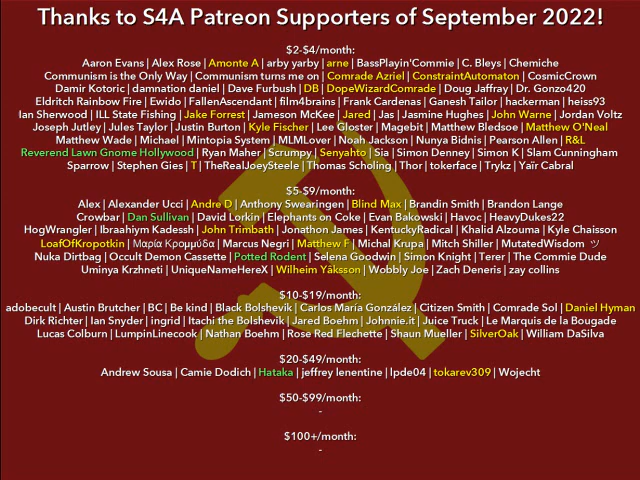 Thanks to S4A Patreon Supporters of September 2022!
$2-$4/month:
Aaron Evans | Alex Rose | Amonte A | arby yarby | arne | BassPlayin'Commie | C. Bleys | Chemiche
Communism is the Only Way | Communism turns me on | Comrade Azriel | ConstraintAutomaton | CosmicCrown
Damir Kotoric | damnation daniel | Dave Furbush | DB | DopeWizardComrade | Doug Jaffray | Dr. Gonzo420
Eldritch Rainbow Fire | Ewido | FallenAscendant | film4brains | Frank Cardenas | Ganesh Tailor | hackerman | heiss93
Ian Sherwood | ILL State Fishing | Jake Forrest | Jameson McKee | Jared | Jas | Jasmine Hughs | John Warne | Jordan Voltz
Joseph Jutley | Jules Taylor | Justin Burton | Kyle Fischer | Lee Gloster | Magebit | Matthew Bledsoe | Matthew O'Neal
Matthew Wade | Michael | Mintopia System | MLMLover | Noah Jackson | Nunya Bidnis | Pearson Allen | R&L
Reverend Lawn Gnome Hollywood | Ryan Maher | Scrumpy | Senyahto | Sia | Simon Denney | Simon K | Slam Cunningham
Sparrow | Stephen Gies | T | TheRealJoeySteele | Thomas Scholing | Thor | tokerface | Trykz | Yaïr Cabral
$5-$9/month:
Alex | Alexander Ucci | Andre D | Anthony Swearingen | Blind Max | Brandin Smith | Brandon Lange
Crowbar | Dan Sullivan | David Lorkin | Elephants on Coke | Evan Bakowski | Havoc | HeavyDukes22
HogWrangler | Ibraahiym Kadessh | John Trimbath | Jonathon James | KentuckyRadical | Khalid Alzouma | Kyle Chaisson
LoafOfKropotkin | Μαρία Κρομμύδα | Marcus Negri | Matthew F | Michal Krupa | Mitch Shiller | MutatedWisdom ツ
Nuka Dirtbag | Occult Demon Cassette | Potted Rodent | Selena Goodwin | Simon Knight | Terer | The Commie Dude
Uminya Krzhneti | UniqueNameHereX | Wilheim Yáksson | Wobbly Joe | Zach Deneris | zay collins
$10-$19/month:
adobecult | Austin Brutcher | BC | Be kind | Black Bolshevik | Carlos María González | Citizen Smith | Comrade Sol | Daniel Hyman
Dirk Richter | Ian Snyder | ingrid | Itachi the Bolshevik | Jared Boehm | Johnnie.it | Juice Truck | Le Marquis de la Bougade
Lucas Colburn | LumpinLinecook | Nathan Boehm | Rose Red Flechette | Shaun Mueller | SilverOak | William DaSilva
$20-$49/month:
Andrew Sousa | Camie Dodich | Hataka | jeffrey lenentine | lpde04 | tokarev309 | Wojecht
$50-$99/month:
-
$100+/month:
-